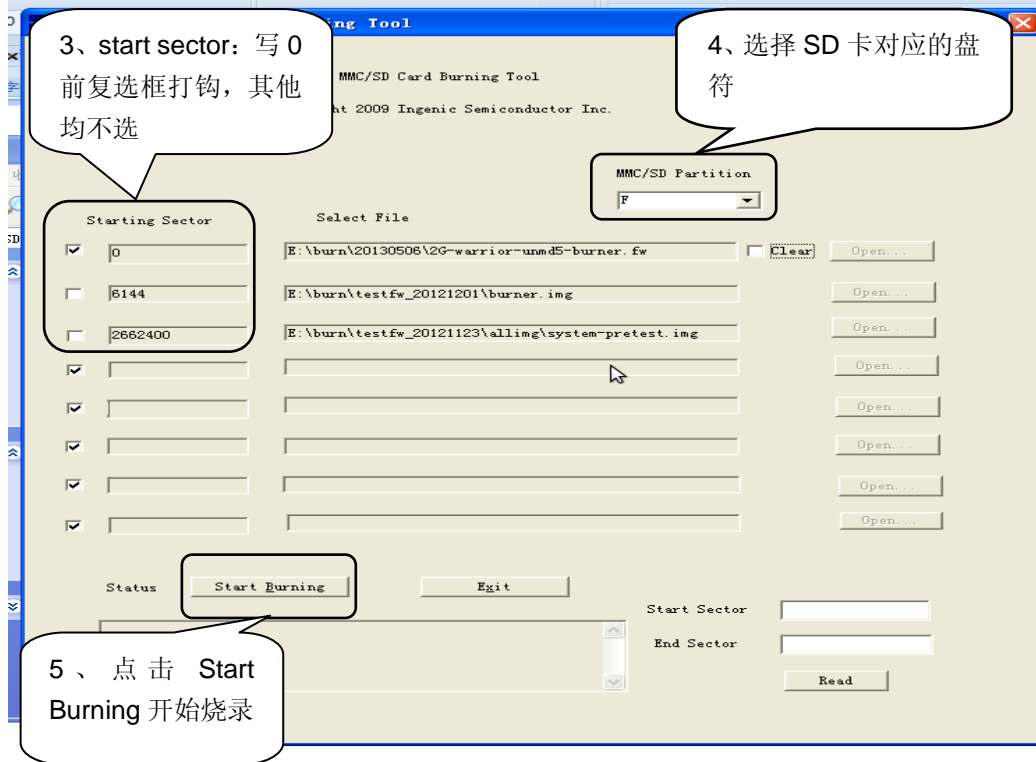 ing Tool
3、start sector：写 0
前复选框打钩，其他
均不选
4、选择 SD 卡对应的盘
符
MMC/SD Card Burning Tool
ht 2009 Ingenic Semiconductor Inc.
MMC/SD Partition
F
Starting Sector
Select File
0
E:\burn\20130506\2G-warrior-unmd5-burner.fw
Clear
Open...
6144
E:\burn\testfw_20121201\burner.img
Open...
2662400
E:\burn\testfw_20121123\allimg\system-pretest.img
Open...
Open...
Open...
Open...
Open...
Open...
Status
Start Burning
Exit
Start Sector
End Sector
Read
5、点击 Start
Burning 开始烧录